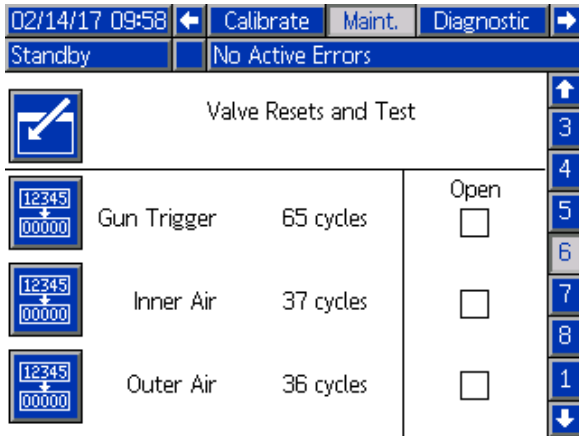 02/14/17 09:58 Calibrate Maint. Diagnostic
Standby No Active Errors
Valve Resets and Test
3
4
5
6
7
8
1
Open
12345
00000
Gun Trigger 65 cycles
12345
00000
Inner Air 37 cycles
12345
00000
Outer Air 36 cycles